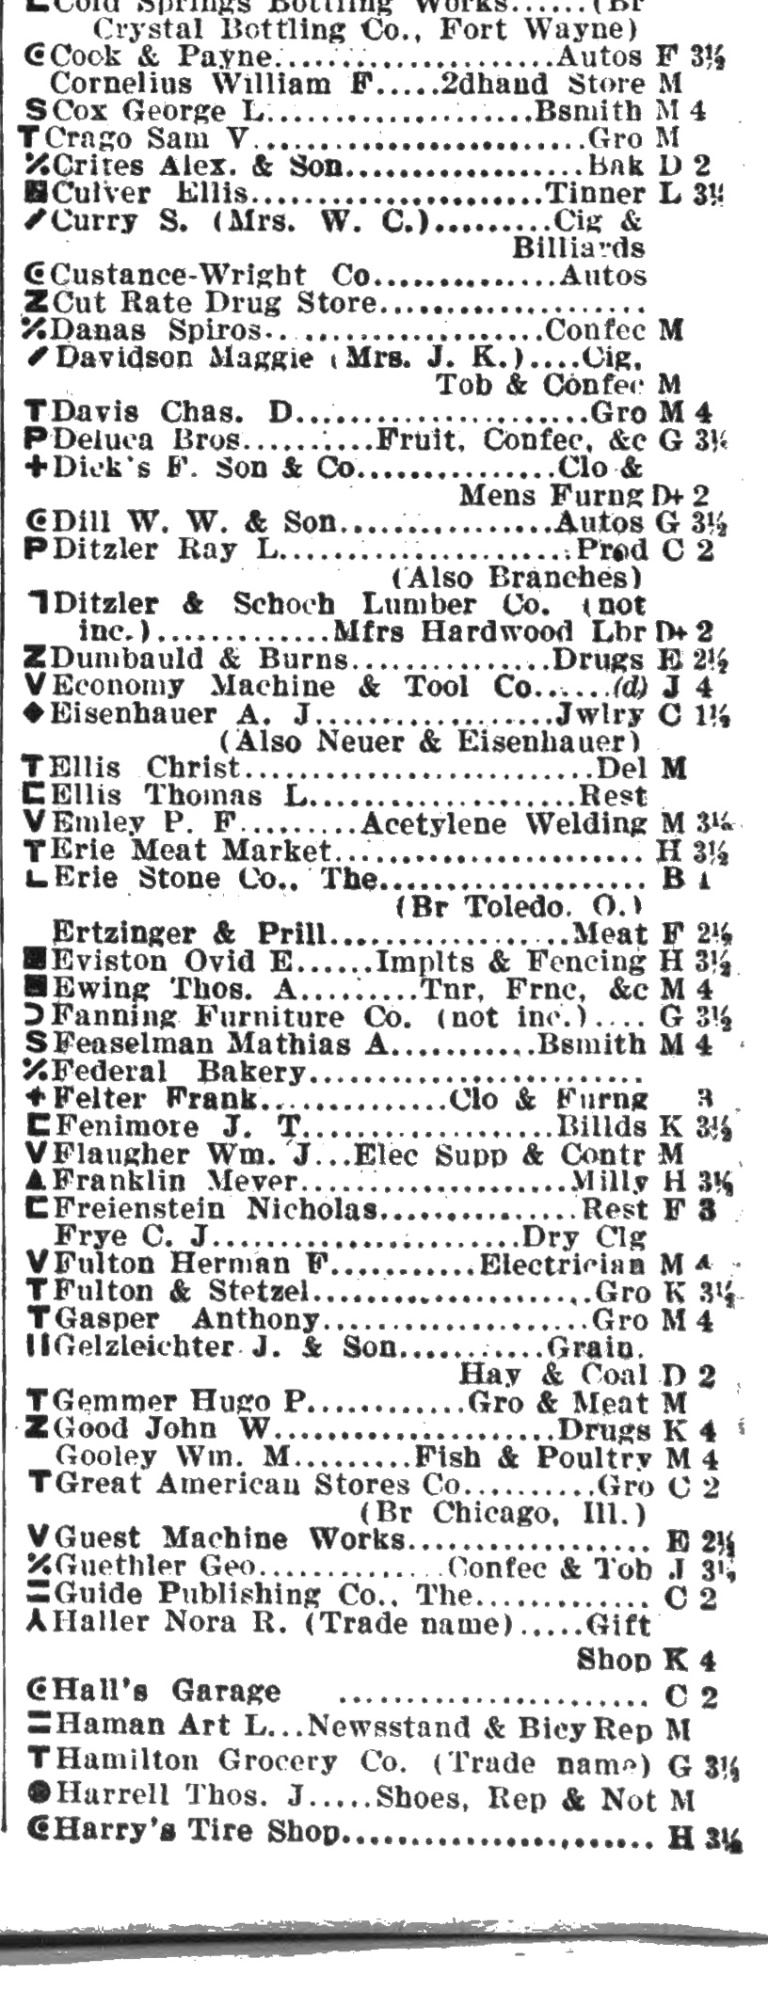 Cold Springs Bottling Works......(Br
Crystal Bottling Co., Fort Wayne)
Cook & Payne......................Autos F 3½
Cornelius William F.....2dhand Store M
S Cox George L...................Bsmith M 4
T Crago Sam V.......................Gro M
% Crites Alex. & Son.................Bak D 2
Culver Ellis....................Tinner L 3½
Curry S. (Mrs. W. C.).........Cig &
Billiards
Custance-Wright Co.............Autos
Z Cut Rate Drug Store...................
% Danas Spiros.....................Confec M
Davidson Maggie (Mrs. J. K.)....Cig,
Tob & Confec M
T Davis Chas. D....................Gro M 4
P Deluca Bros..........Fruit, Confec, &c G 3½
+ Dick's F. Son & Co...............Clo &
Mens Furng D+ 2
Dill W. W. & Son...............Autos G 3½
P Ditzler Ray L.....................Prod C 2
(Also Branches)
Ditzler & Schoch Lumber Co. (not
inc.).............Mfrs Hardwood Lbr D+ 2
Z Dumbauld & Burns...............Drugs E 2½
V Economy Machine & Tool Co......(d) J 4
◆ Eisenhauer A. J..................Jwlry C 1½
(Also Neuer & Eisenhauer)
T Ellis Christ..........................Del M
Ellis Thomas L....................Rest
V Emley P. F.........Acetylene Welding M 3½
T Erie Meat Market....................... H 3½
Erie Stone Co., The.................... B 1
(Br Toledo, O.)
Ertzinger & Prill..................Meat F 2½
■ Eviston Ovid E......Implts & Fencing H 3½
■ Ewing Thos. A.........Tnr, Frnc, &c M 4
Fanning Furniture Co. (not inc.).... G 3½
S Feaselman Mathias A...........Bsmith M 4
% Federal Bakery.........................
+ Felter Frank..............Clo & Furng 3
Fenimore J. T...................Billds K 3½
V Flaugher Wm. J...Elec Supp & Contr M
▲ Franklin Meyer....................Milly H 3½
Freienstein Nicholas...............Rest F 3
Frye C. J.......................Dry Clg
V Fulton Herman F...........Electrician M 4
T Fulton & Stetzel....................Gro K 3½
T Gasper Anthony...................Gro M 4
Gelzleichter J. & Son...........Grain,
Hay & Coal D 2
T Gemmer Hugo P............Gro & Meat M
Z Good John W......................Drugs K 4
Gooley Wm. M.........Fish & Poultry M 4
T Great American Stores Co..........Gro C 2
(Br Chicago, Ill.)
V Guest Machine Works.................. E 2½
% Guethler Geo..............Confec & Tob J 3½
Guide Publishing Co., The............. C 2
Haller Nora R. (Trade name).....Gift
Shop K 4
Hall's Garage ....................... C 2
Haman Art L...Newsstand & Bicy Rep M
T Hamilton Grocery Co. (Trade name) G 3½
● Harrell Thos. J.....Shoes, Rep & Not M
Harry's Tire Shop........................ H 3½